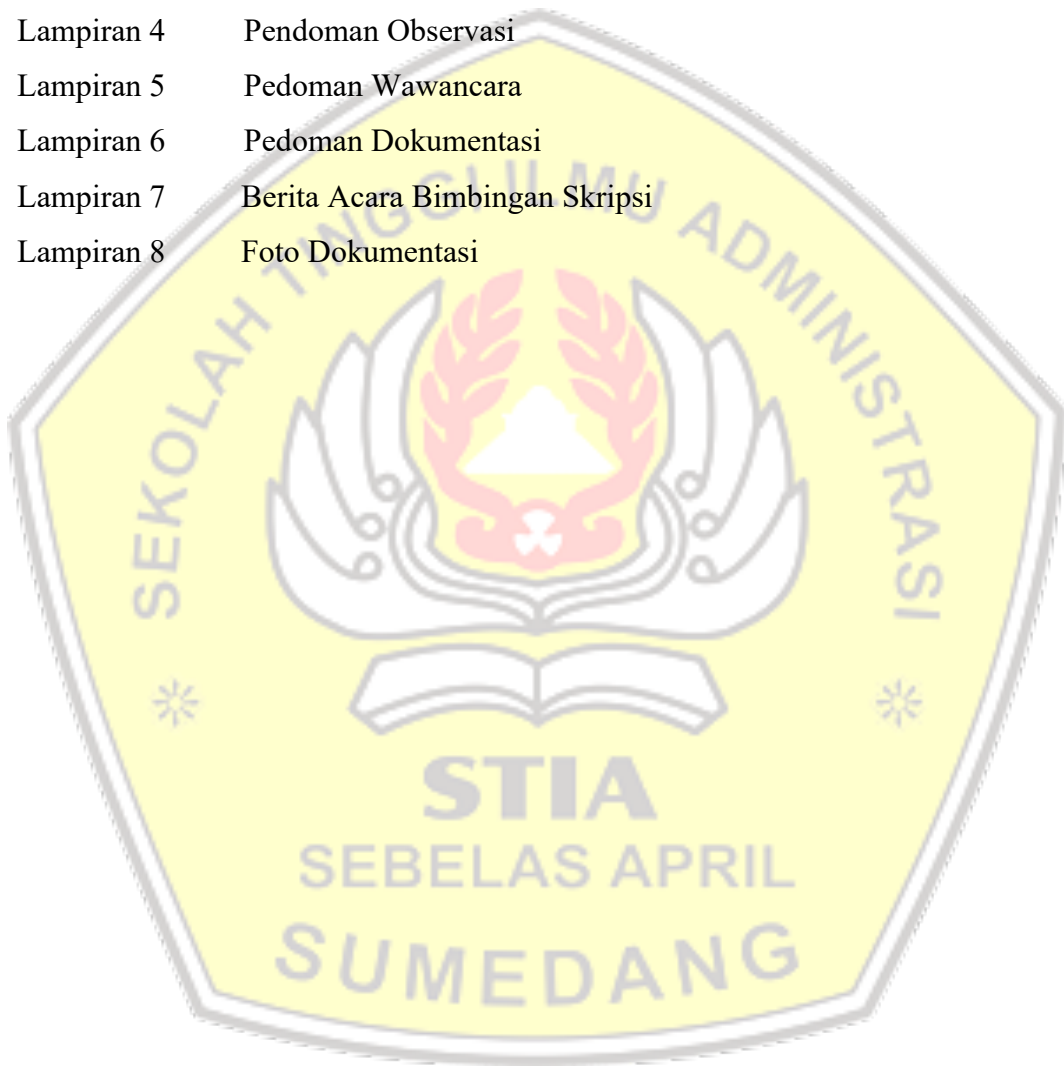 Lampiran 4 Pendoman Observasi
Lampiran 5 Pedoman Wawancara
Lampiran 6 Pedoman Dokumentasi
Lampiran 7 Berita Acara Bimbingan Skripsi
Lampiran 8 Foto Dokumentasi
SEKOLAH TINGGI ILMU ADMINISTRASI
STIA
SEBELAS APRIL
SUMEDANG